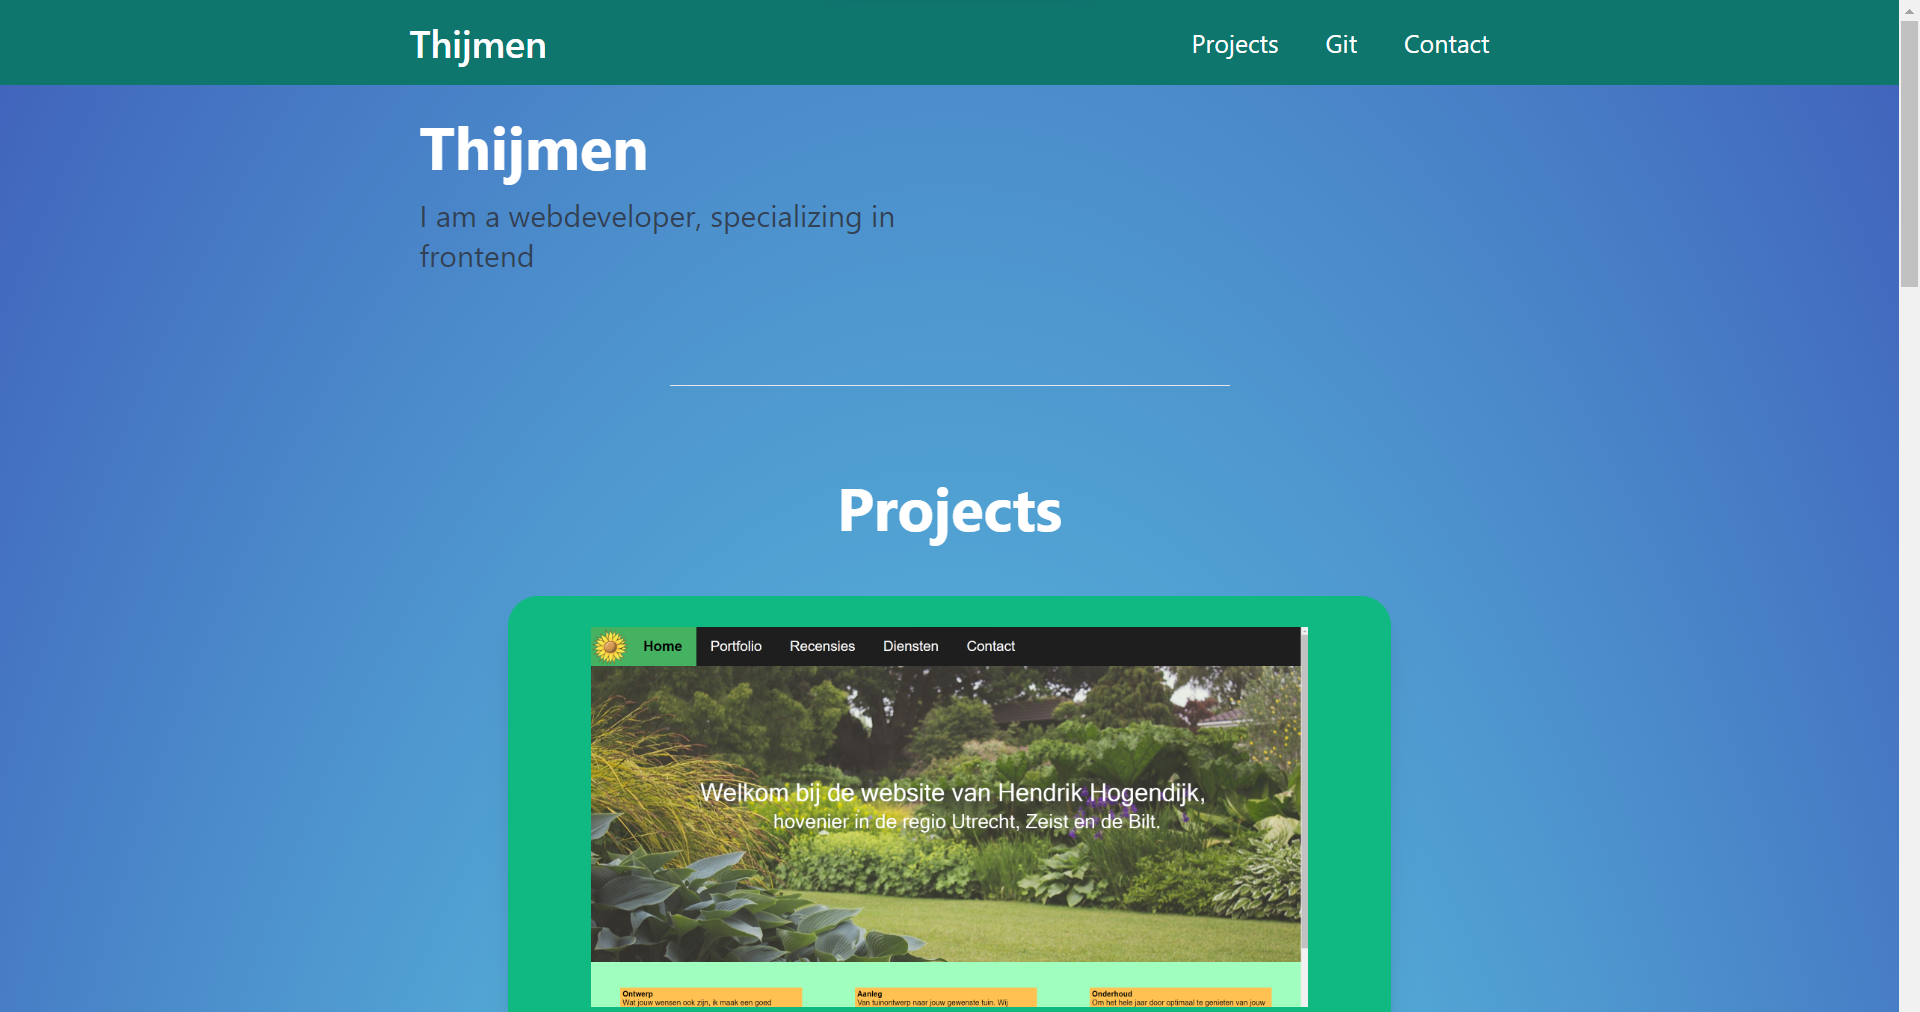 Thijmen
Projects Git Contact
Thijmen
I am a webdeveloper, specializing in
frontend
Projects
Home Portfolio Recensies Diensten Contact
Welkom bij de website van Hendrik Hogendijk,
hovenier in de regio Utrecht, Zeist en de Bilt.
Ontwerp
Wat jouw wensen ook zijn, ik maak een goed
Aanleg
Van tuinontwerp naar jouw gewenste tuin. Wij
Onderhoud
Om het hele jaar door optimaal te genieten van jouw